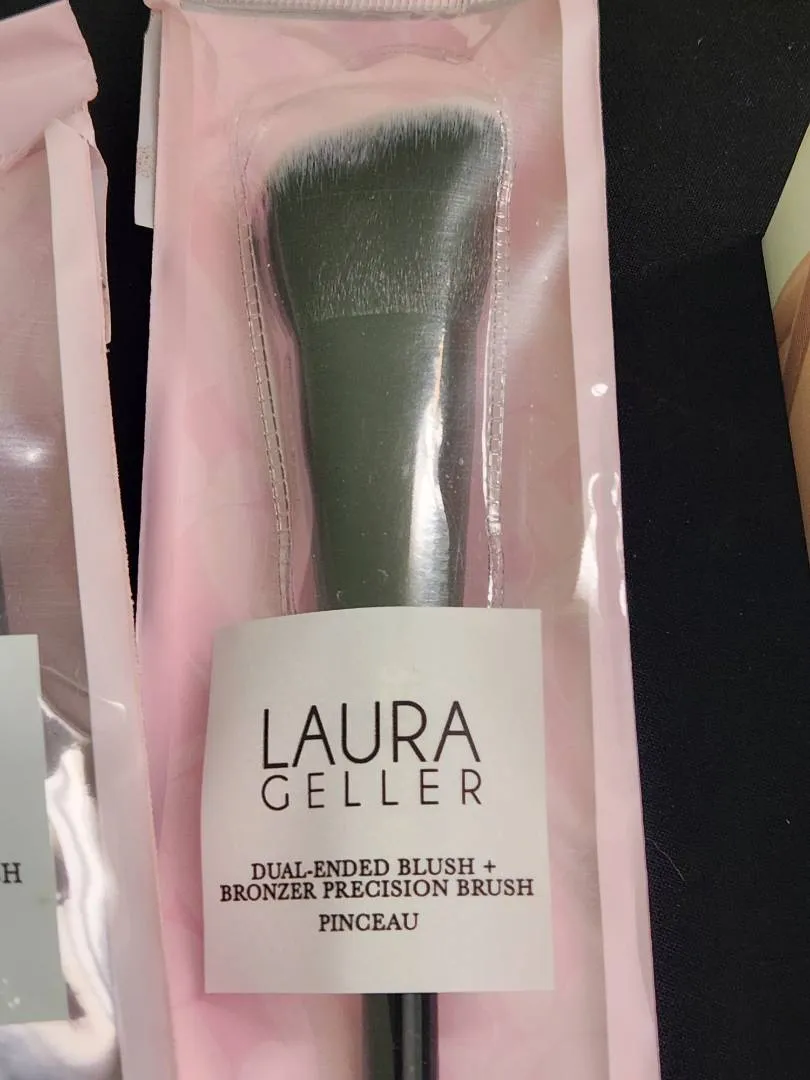 LAURA
GELLER
DUAL-ENDED BLUSH +
BRONZER PRECISION BRUSH
PINCEAU